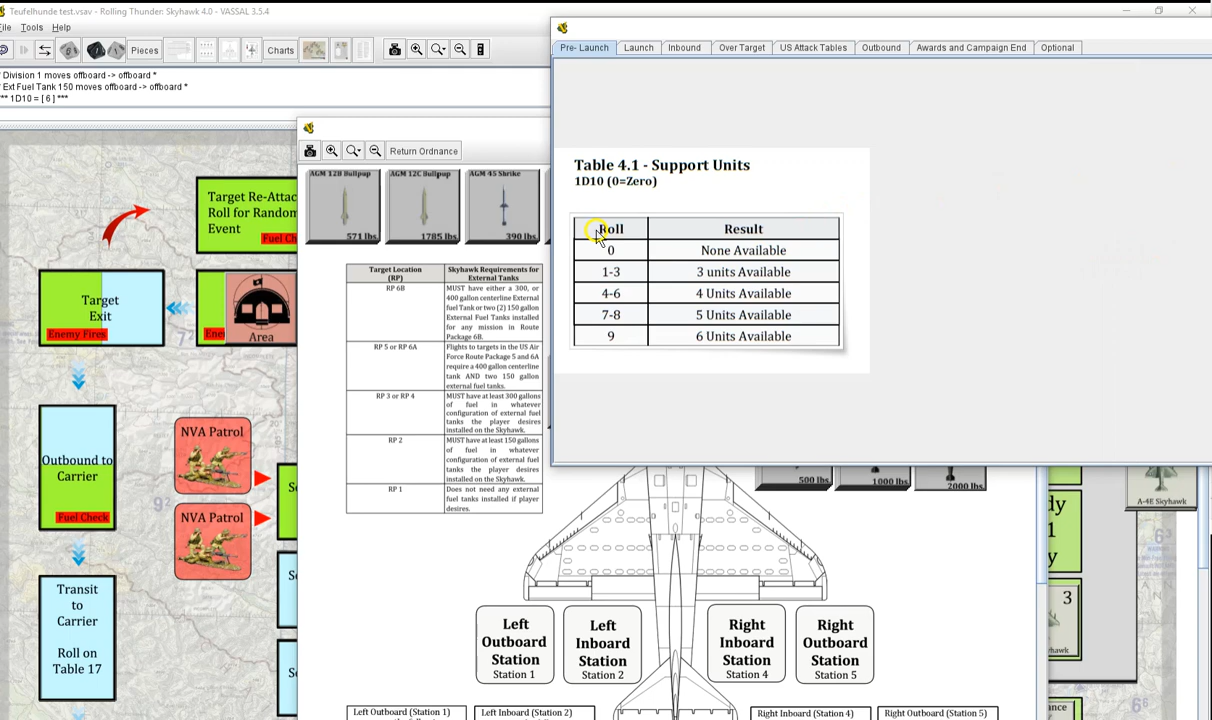 Teufelhunde test.vsav - Rolling Thunder: Skyhawk 4.0 - VASSAL 3.5.4
File Tools Help
Pieces
Charts
Division 1 moves offboard -> offboard *
Ext Fuel Tank 150 moves offboard -> offboard *
*** 1D10 = [ 6 ] ***
Pre- Launch
Launch
Inbound
Over Target
US Attack Tables
Outbound
Awards and Campaign End
Optional
Table 4.1 - Support Units
1D10 (0=Zero)
Roll Result
0 None Available
1-3 3 units Available
4-6 4 Units Available
7-8 5 Units Available
9 6 Units Available
Return Ordnance
AGM 12B Bullpup
571 lbs.
AGM 12C Bullpup
1785 lbs.
AGM 45 Shrike
390 lbs.
Target Re-Attac
Roll for Random
Event
Fuel Ch
Target
Exit
Enemy Fires
Ene
Area
Target Location
(RP)
Skyhawk Requirements for
External Tanks
RP 6B
MUST have either a 300, or
400 gallon centerline External
fuel Tank or two (2) 150 gallon
External Fuel Tanks installed
for any mission in Route
Package 6B.
RP 5 or RP 6A
Flights to targets in the US Air
Force Route Package 5 and 6A
require a 400 gallon centerline
tank AND two 150 gallon
external fuel tanks.
RP 3 or RP 4
MUST have at least 300 gallons
of fuel in whatever
configuration of external fuel
tanks the player desires
installed on the Skyhawk.
RP 2
MUST have at least 150 gallons
of fuel in whatever
configuration of external fuel
tanks the player desires
installed on the Skyhawk.
RP 1
Does not need any external
fuel tanks installed if player
desires.
Outbound to
Carrier
Fuel Check
NVA Patrol
NVA Patrol
Transit
to
Carrier
Roll on
Table 17
500 lbs.
1000 lbs.
2000 lbs.
A-4E Skyhawk
dy
1
y
3
hawk
Left
Outboard
Station
Station 1
Left
Inboard
Station
Station 2
Right
Inboard
Station
Station 4
Right
Outboard
Station
Station 5
Left Outboard (Station 1)
Left Inboard (Station 2)
Right Inboard (Station 4)
Right Outboard (Station 5)